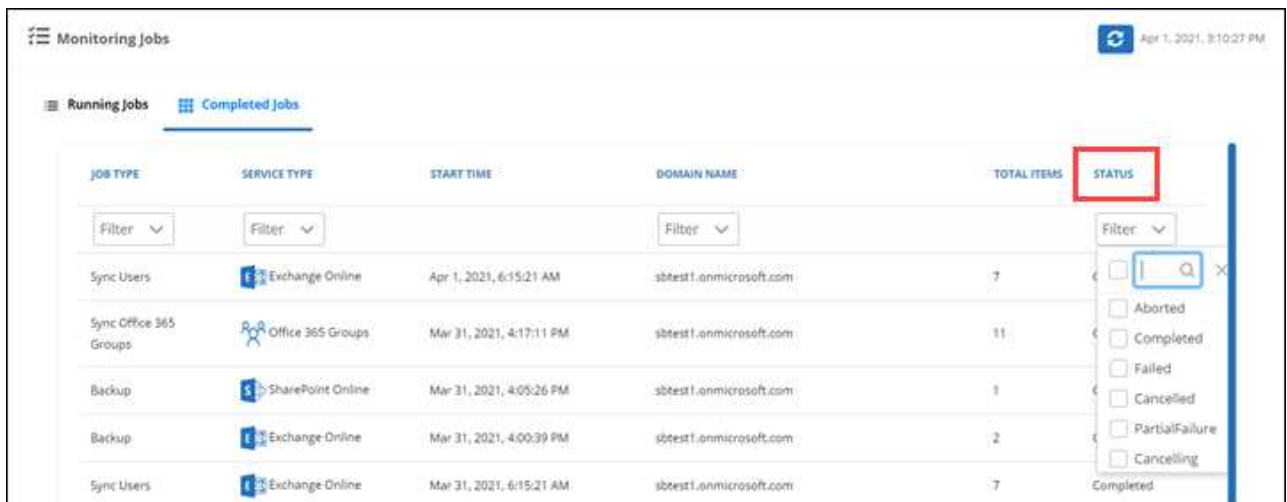 Monitoring Jobs
Apr 1, 2021, 3:10:27 PM
Running Jobs Completed Jobs
JOB TYPE SERVICE TYPE START TIME DOMAIN NAME TOTAL ITEMS STATUS
Filter Filter Filter Filter
Sync Users Exchange Online Apr 1, 2021, 6:15:21 AM sbtest1.onmicrosoft.com 7
Aborted
Sync Office 365 Groups Office 365 Groups Mar 31, 2021, 4:17:11 PM sbtest1.onmicrosoft.com 11
Completed
Failed
Backup SharePoint Online Mar 31, 2021, 4:05:26 PM sbtest1.onmicrosoft.com 1
Cancelled
PartialFailure
Backup Exchange Online Mar 31, 2021, 4:00:39 PM sbtest1.onmicrosoft.com 2
Cancelling
Sync Users Exchange Online Mar 31, 2021, 6:15:21 AM sbtest1.onmicrosoft.com 7 Completed